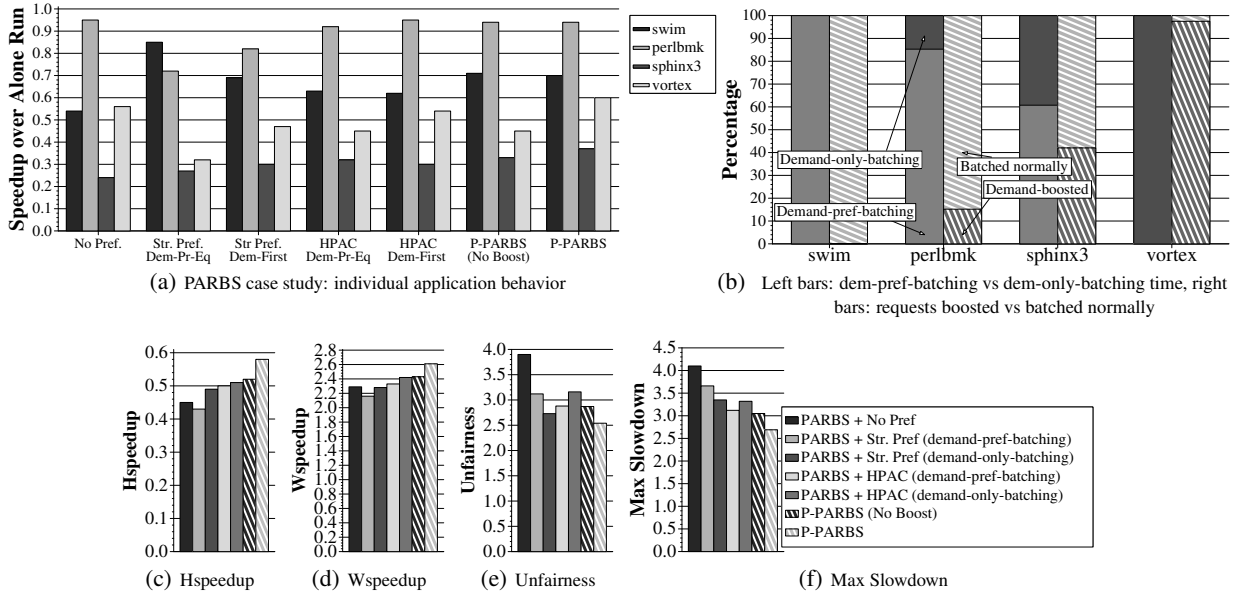 Speedup over Alone Run
1.0
0.9
0.8
0.7
0.6
0.5
0.4
0.3
0.2
0.1
0.0
No Pref.
Str. Pref.
Dem-Pr-Eq
Str Pref.
Dem-First
HPAC
Dem-Pr-Eq
HPAC
Dem-First
P-PARBS
(No Boost)
P-PARBS
swim
perlbmk
sphinx3
vortex
(a) PARBS case study: individual application behavior
Percentage
100
90
80
70
60
50
40
30
20
10
0
Demand-only-batching
Batched normally
Demand-boosted
Demand-pref-batching
swim
perlbmk
sphinx3
vortex
(b) Left bars: dem-pref-batching vs dem-only-batching time, right
bars: requests boosted vs batched normally
Hspeedup
0.6
0.5
0.4
0.3
0.2
0.1
0.0
(c) Hspeedup
Wspeedup
2.8
2.6
2.4
2.2
2.0
1.8
1.6
1.4
1.2
1.0
0.8
0.6
0.4
0.2
0.0
(d) Wspeedup
Unfairness
4.0
3.5
3.0
2.5
2.0
1.5
1.0
0.5
0.0
(e) Unfairness
Max Slowdown
4.5
4.0
3.5
3.0
2.5
2.0
1.5
1.0
0.5
0.0
PARBS + No Pref
PARBS + Str. Pref (demand-pref-batching)
PARBS + Str. Pref (demand-only-batching)
PARBS + HPAC (demand-pref-batching)
PARBS + HPAC (demand-only-batching)
P-PARBS (No Boost)
P-PARBS
(f) Max Slowdown